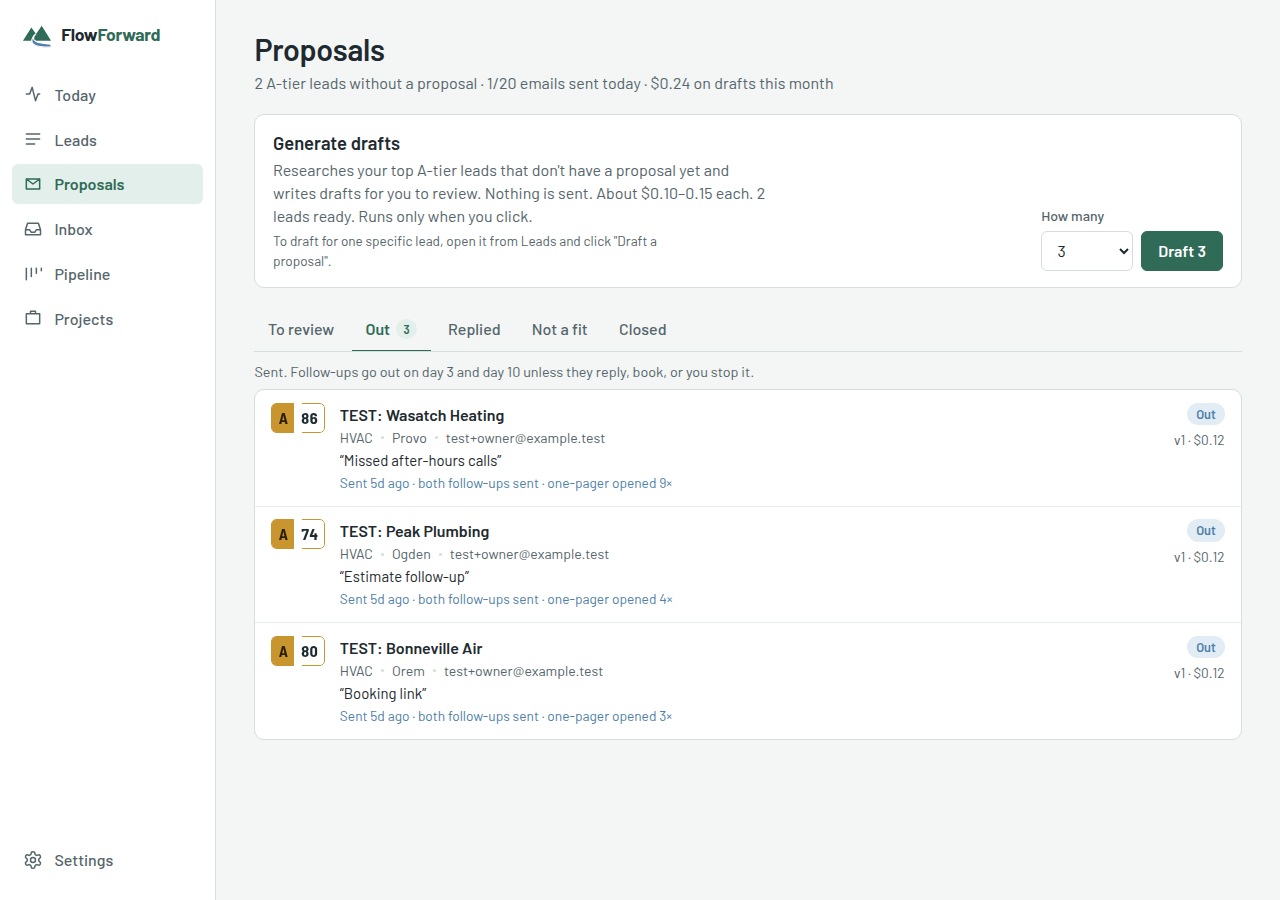 FlowForward
Today
Leads
Proposals
Inbox
Pipeline
Projects
Settings
Proposals
2 A-tier leads without a proposal · 1/20 emails sent today · $0.24 on drafts this month
Generate drafts
Researches your top A-tier leads that don't have a proposal yet and
writes drafts for you to review. Nothing is sent. About $0.10–0.15 each. 2
leads ready. Runs only when you click.
To draft for one specific lead, open it from Leads and click "Draft a
proposal".
How many
3
Draft 3
To review
Out 3
Replied
Not a fit
Closed
Sent. Follow-ups go out on day 3 and day 10 unless they reply, book, or you stop it.
A 86
TEST: Wasatch Heating
HVAC • Provo • test+owner@example.test
“Missed after-hours calls”
Sent 5d ago · both follow-ups sent · one-pager opened 9×
Out
v1 · $0.12
A 74
TEST: Peak Plumbing
HVAC • Ogden • test+owner@example.test
“Estimate follow-up”
Sent 5d ago · both follow-ups sent · one-pager opened 4×
Out
v1 · $0.12
A 80
TEST: Bonneville Air
HVAC • Orem • test+owner@example.test
“Booking link”
Sent 5d ago · both follow-ups sent · one-pager opened 3×
Out
v1 · $0.12